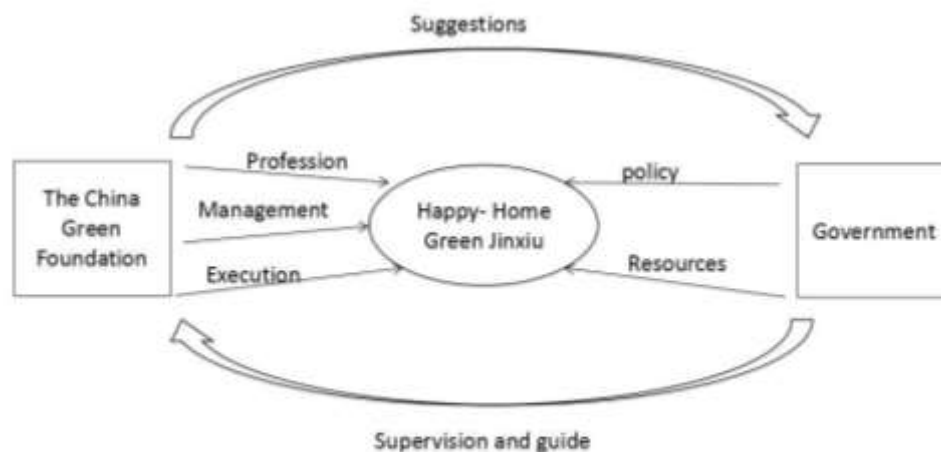 Suggestions
Profession
policy
The China
Green
Foundation
Management
Happy- Home
Green Jinxiu
Government
Execution
Resources
Supervision and guide